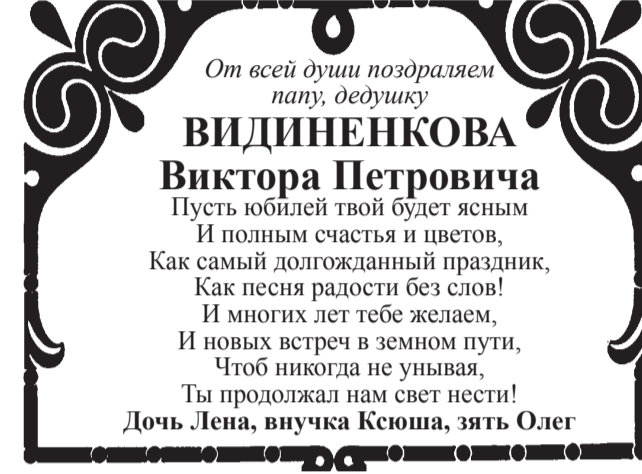 От всей души поздраляем
папу, дедушку
ВИДИНЕНКОВА
Виктора Петровича
Пусть юбилей твой будет ясным
И полным счастья и цветов,
Как самый долгожданный праздник,
Как песня радости без слов!
И многих лет тебе желаем,
И новых встреч в земном пути,
Чтоб никогда не унывая,
Ты продолжал нам свет нести!
Дочь Лена, внучка Ксюша, зять Олег